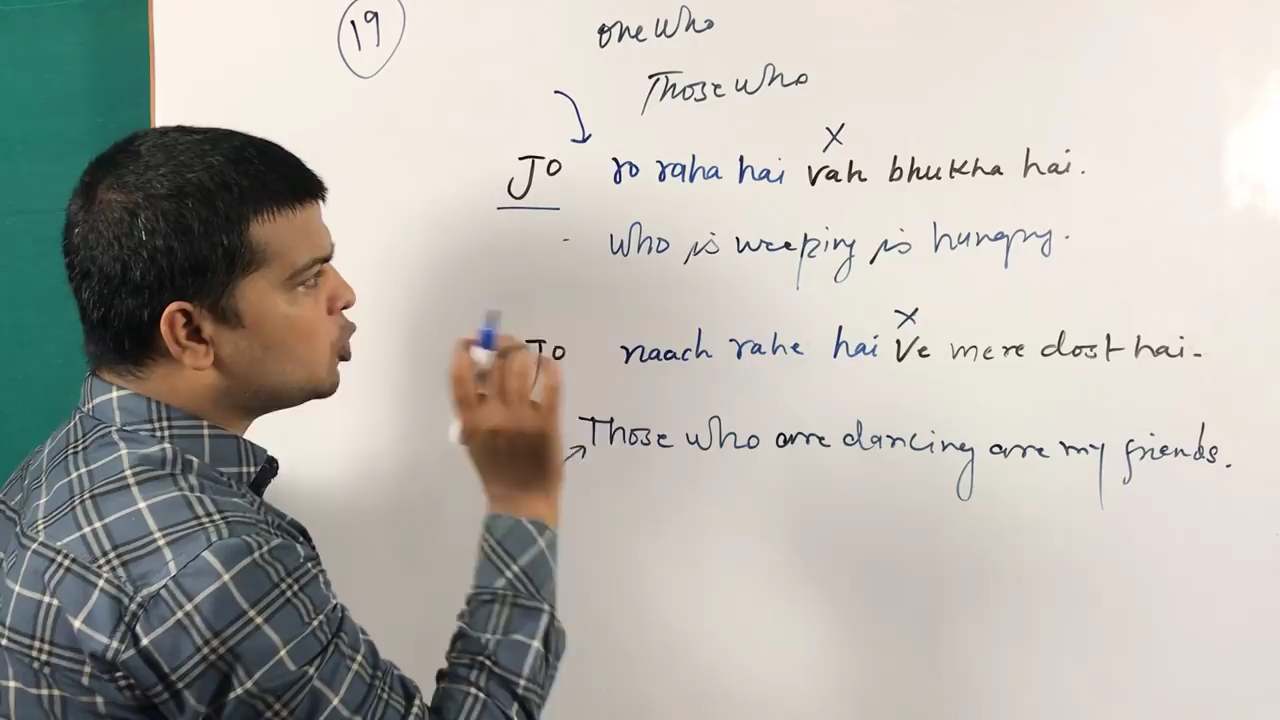 19
one who
Those who
x
Jo ro raha hai vah bhukha hai.
who is weeping is hungry.
x
Jo naach rahe hai ve mere dost hai.
Those who are dancing are my friends.